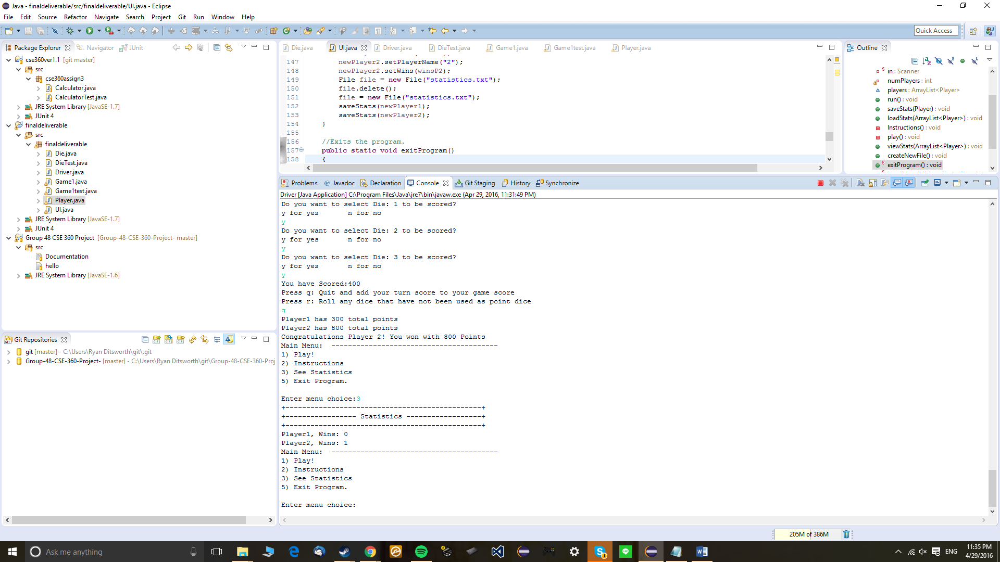 Java - finaldeliverable/src/finaldeliverable/UI.java - Eclipse
File Edit Source Refactor Navigate Search Project Git Run Window Help
Quick Access
Package Explorer Navigator JUnit
cse360ver1.1 [git master]
src
cse360assign3
Calculator.java
CalculatorTest.java
JRE System Library [JavaSE-1.7]
JUnit 4
finaldeliverable
src
finaldeliverable
Die.java
DieTest.java
Driver.java
Game1.java
Game1test.java
Player.java
UI.java
JRE System Library [JavaSE-1.7]
JUnit 4
Group 48 CSE 360 Project [Group-48-CSE-360-Project- master]
src
Documentation
hello
JRE System Library [JavaSE-1.6]
Git Repositories
git [master] - C:\Users\Ryan Ditsworth\git\.git
Group-48-CSE-360-Project- [master] - C:\Users\Ryan Ditsworth\git\Group-48-CSE-360-Proj
Die.java UI.java Driver.java DieTest.java Game1.java Game1test.java Player.java
147 newPlayer2.setPlayerName("2");
148 newPlayer2.setWins(winsP2);
149 File file = new File("statistics.txt");
150 file.delete();
151 file = new File("statistics.txt");
152 saveStats(newPlayer1);
153 saveStats(newPlayer2);
154 }
155
156 //Exits the program.
157 public static void exitProgram()
158 {
Outline
in : Scanner
numPlayers : int
players : ArrayList<Player>
run() : void
saveStats(Player) : void
loadStats(ArrayList<Player>) : void
Instructions() : void
play() : void
viewStats(ArrayList<Player>) : void
createNewFile() : void
exitProgram() : void
Problems Javadoc Declaration Console Git Staging History Synchronize
Driver [Java Application] C:\Program Files\Java\jre7\bin\javaw.exe (Apr 29, 2016, 11:31:49 PM)
Do you want to select Die: 1 to be scored?
y for yes n for no
y
Do you want to select Die: 2 to be scored?
y for yes n for no
y
Do you want to select Die: 3 to be scored?
y for yes n for no
y
You have Scored:400
Press q: Quit and add your turn score to your game score
Press r: Roll any dice that have not been used as point dice
q
Player1 has 300 total points
Player2 has 800 total points
Congratulations Player 2! You won with 800 Points
Main Menu: ----------------------------------------
1) Play!
2) Instructions
3) See Statistics
5) Exit Program.
Enter menu choice:3
+-----------------------------------------------+
+----------------- Statistics ------------------+
+-----------------------------------------------+
Player1, Wins: 0
Player2, Wins: 1
Main Menu: ----------------------------------------
1) Play!
2) Instructions
3) See Statistics
5) Exit Program.
Enter menu choice:
205M of 386M
Ask me anything
ENG
11:35 PM
4/29/2016